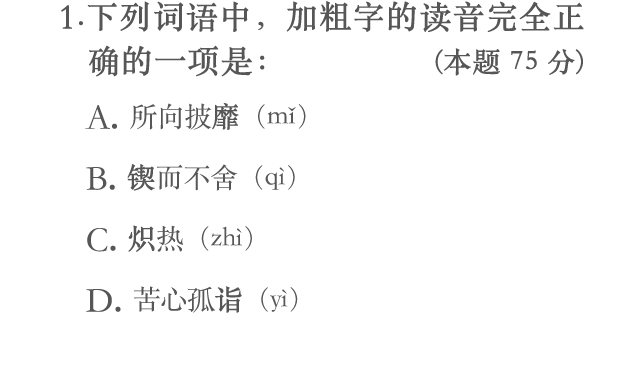 1.下列词语中，加粗字的读音完全正
确的一项是： (本题 75 分)
A. 所向披靡（mǐ）
B. 锲而不舍（qì）
C. 炽热（zhì）
D. 苦心孤诣（yì）